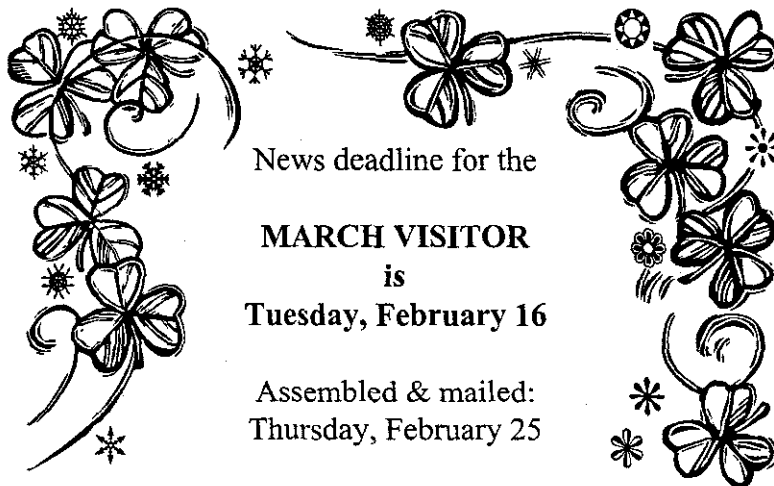 News deadline for the
MARCH VISITOR
is
Tuesday, February 16
Assembled & mailed:
Thursday, February 25